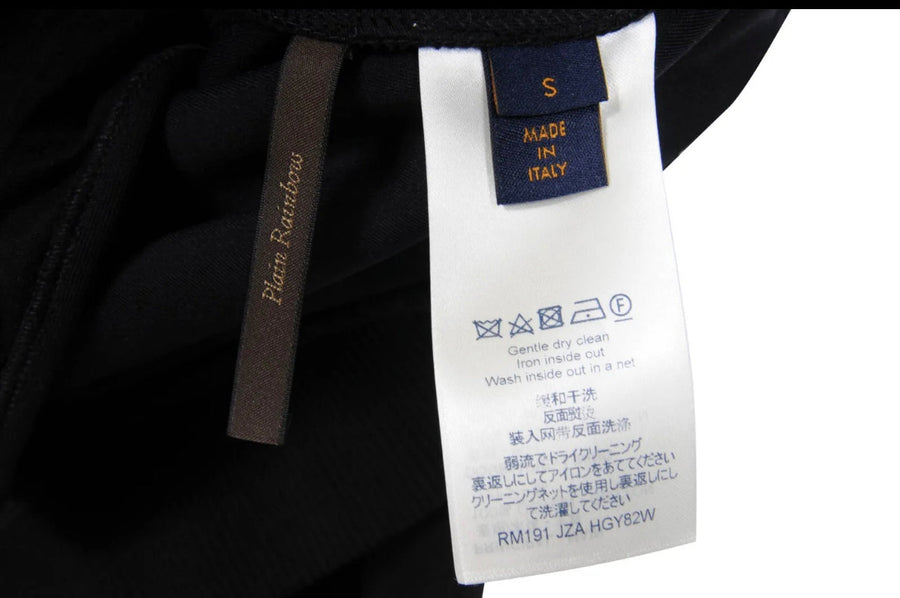 Plain Rainbow
S
MADE
IN
ITALY
F
Gentle dry clean
Iron inside out
Wash inside out in a net
缓和干洗
反面熨烫
装入网带反面洗涤
弱流でドライクリーニング
裏返しにしてアイロンをあててください
クリーニングネットを使用し裏返しにし
て洗濯してください
RM191 JZA HGY82W